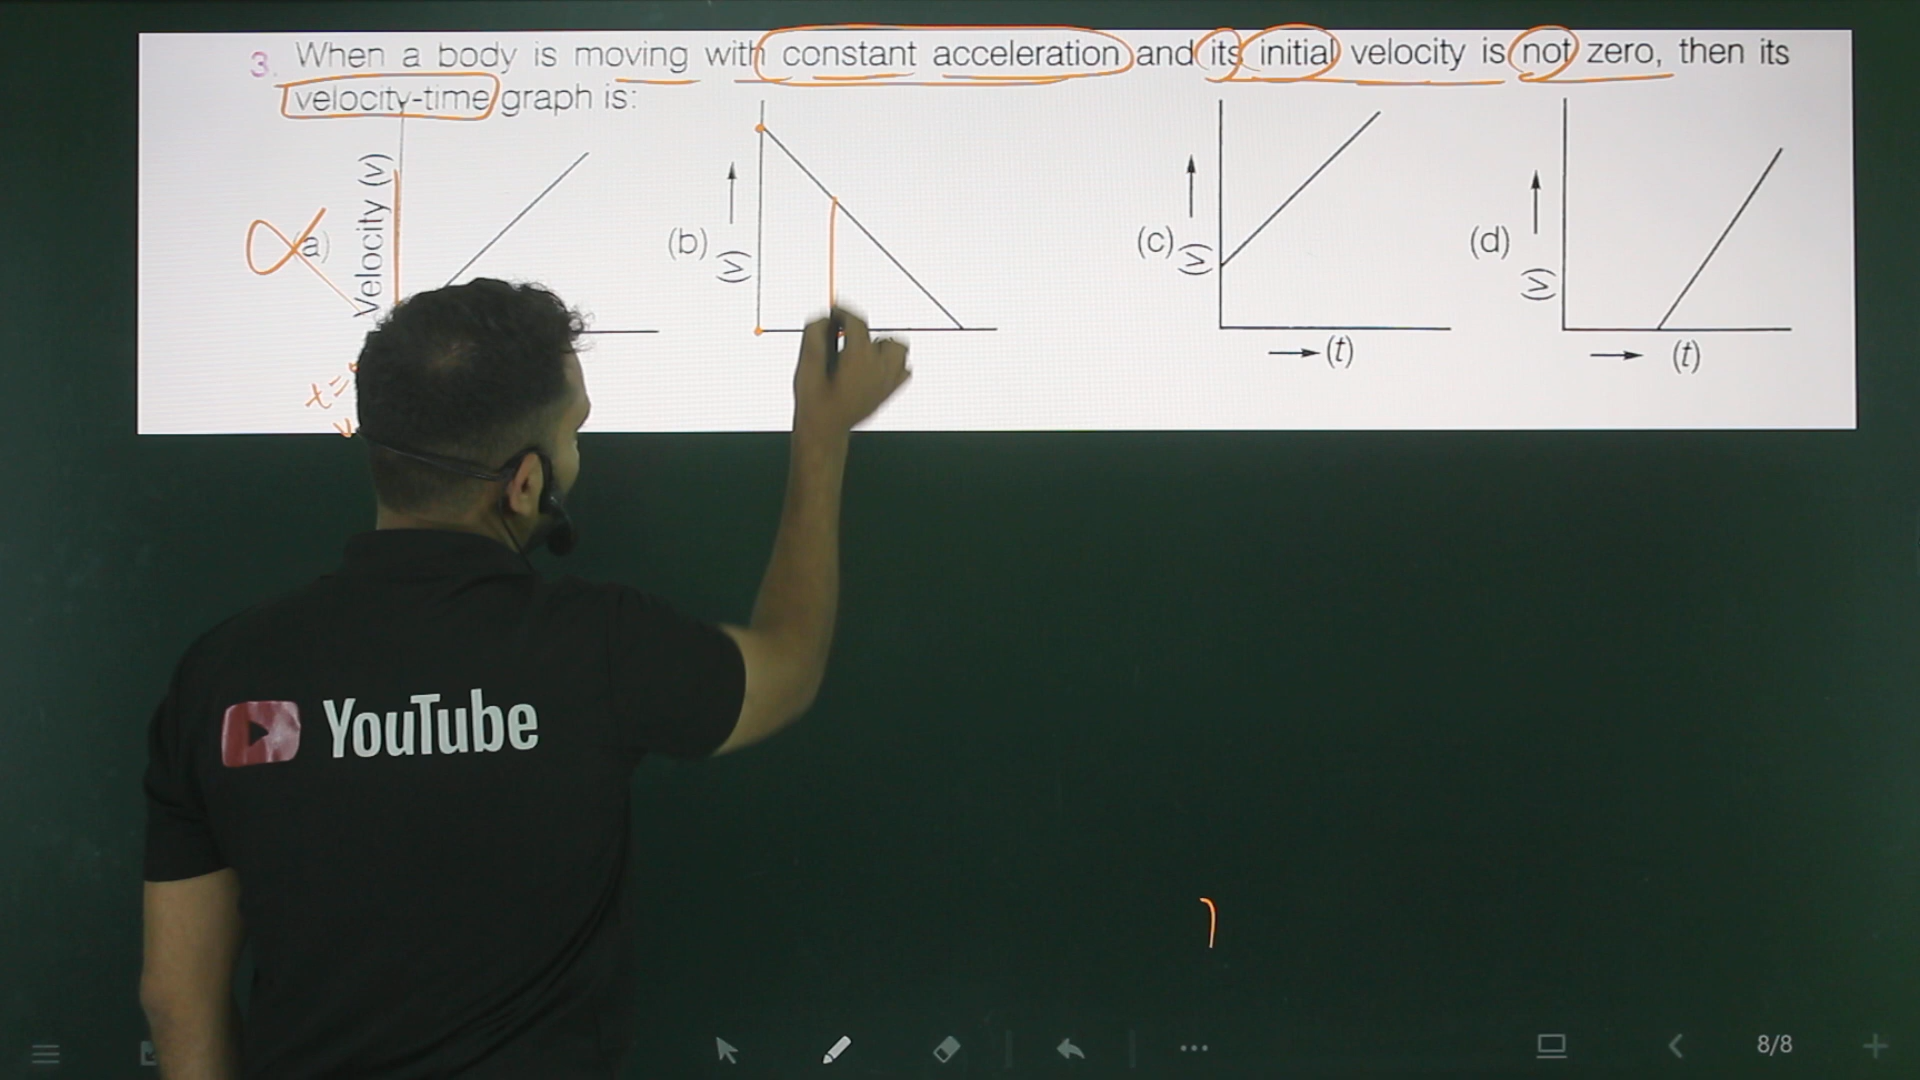 3. When a body is moving with constant acceleration and its initial velocity is not zero, then its
velocity-time graph is:
(a)
Velocity (v)
(b)
(v)
(c)
(v)
(t)
(d)
(v)
(t)
t=
v
YouTube
8/8